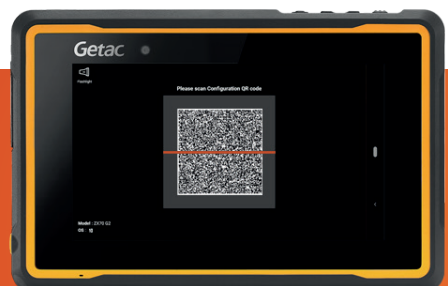 Getac
Flashlight
Please scan Configuration QR code
Model : ZX70 G2
OS : 10